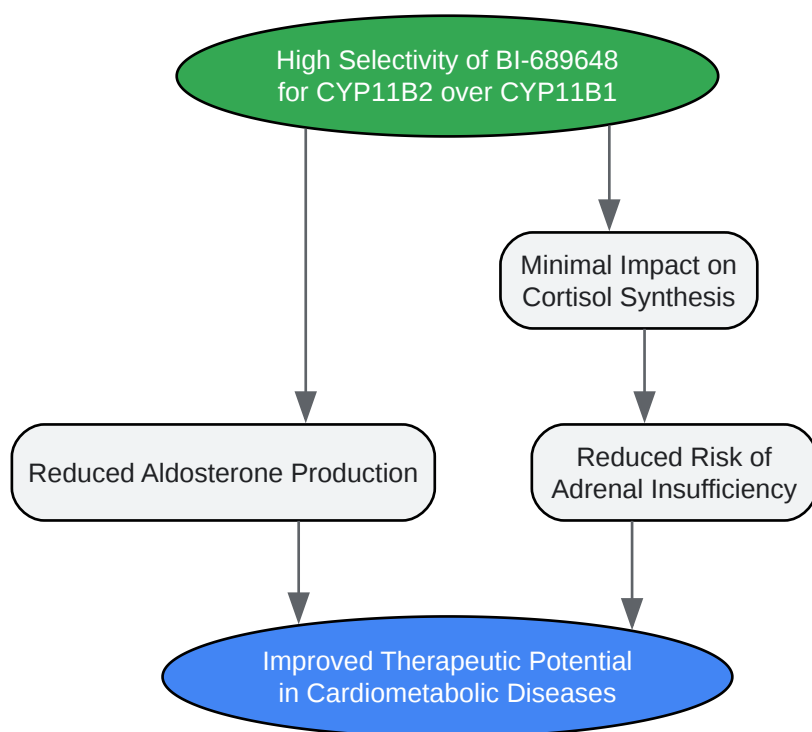 High Selectivity of BI-689648
for CYP11B2 over CYP11B1
Minimal Impact on
Cortisol Synthesis
Reduced Aldosterone Production
Reduced Risk of
Adrenal Insufficiency
Improved Therapeutic Potential
in Cardiometabolic Diseases